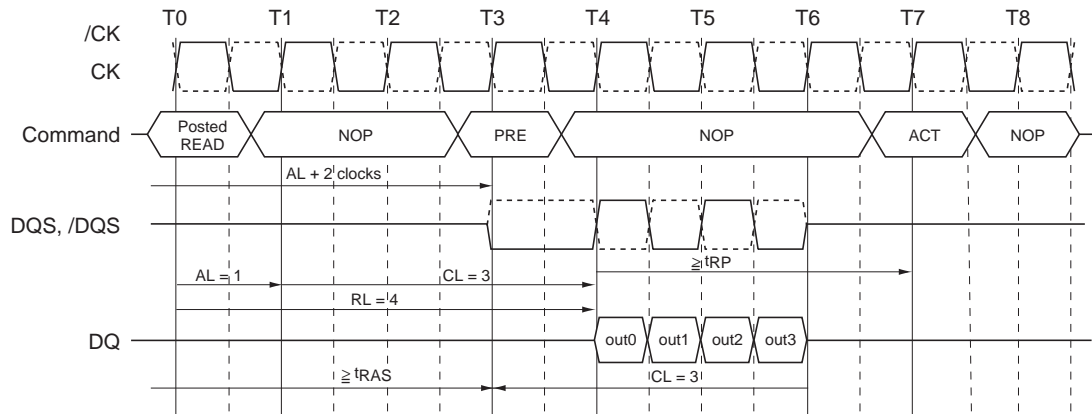 T0 T1 T2 T3 T4 T5 T6 T7 T8
/CK
CK
Command Posted READ NOP PRE NOP ACT NOP
AL + 2 clocks
DQS, /DQS
≧ tRP
AL = 1 CL = 3
RL = 4
DQ out0 out1 out2 out3
≧ tRAS CL = 3